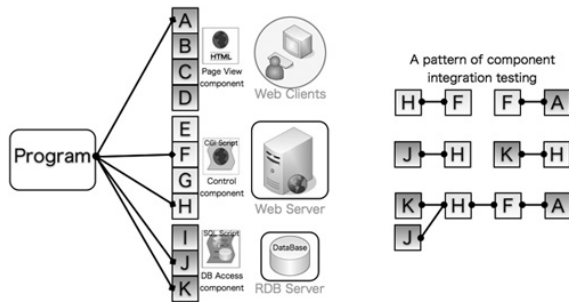 Program
A
B
C
D
E
F
G
H
I
J
K
HTML
Page View
component
Web Clients
CGI Script
Control
component
Web Server
SQL Script
DB Access
component
DataBase
RDB Server
A pattern of component
integration testing
H F F A
J H K H
K H F A
J